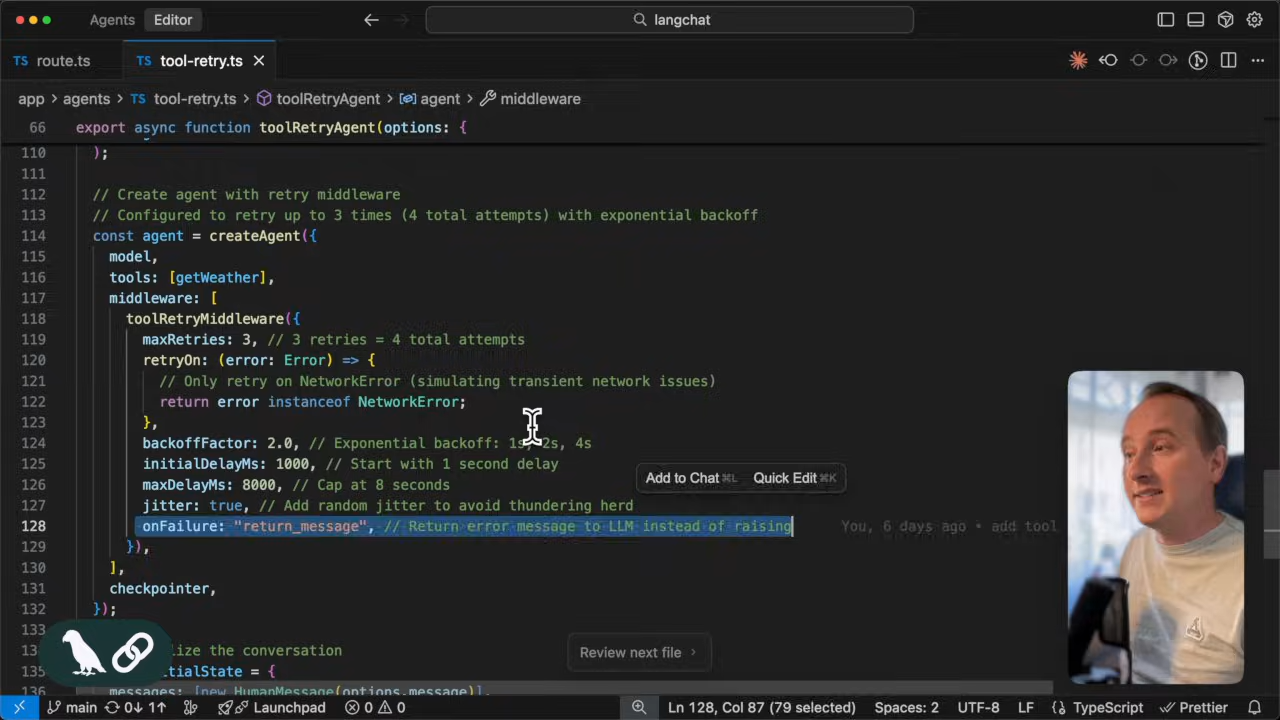 Agents
Editor
langchat
TS route.ts
TS tool-retry.ts
app > agents > TS tool-retry.ts > toolRetryAgent > agent > middleware
66 export async function toolRetryAgent(options: {
110 );
111
112 // Create agent with retry middleware
113 // Configured to retry up to 3 times (4 total attempts) with exponential backoff
114 const agent = createAgent({
115 model,
116 tools: [getWeather],
117 middleware: [
118 toolRetryMiddleware({
119 maxRetries: 3, // 3 retries = 4 total attempts
120 retryOn: (error: Error) => {
121 // Only retry on NetworkError (simulating transient network issues)
122 return error instanceof NetworkError;
123 },
124 backoffFactor: 2.0, // Exponential backoff: 1s, 2s, 4s
125 initialDelayMs: 1000, // Start with 1 second delay
Add to Chat ⌘L Quick Edit ⌘K
126 maxDelayMs: 8000, // Cap at 8 seconds
127 jitter: true, // Add random jitter to avoid thundering herd
128 onFailure: "return_message", // Return error message to LLM instead of raising You, 6 days ago • add tool
129 }),
130 ],
131 checkpointer,
132 });
133
the conversation
Review next file >
= {
messages: [new HumanMessage(options.message)],
main 0↓ 1↑ Launchpad 0 0 Ln 128, Col 87 (79 selected) Spaces: 2 UTF-8 LF {} TypeScript Prettier